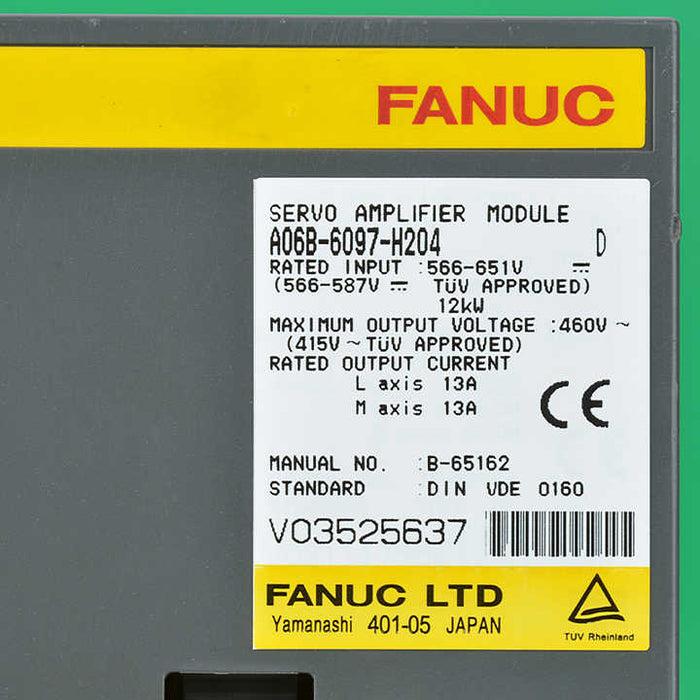 FANUC
SERVO AMPLIFIER MODULE
A06B-6097-H204 D
RATED INPUT :566-651V ⎓
(566-587V ⎓ TüV APPROVED)
12kW
MAXIMUM OUTPUT VOLTAGE :460V ~
(415V ~ TüV APPROVED)
RATED OUTPUT CURRENT
L axis 13A
M axis 13A
CE
MANUAL NO. :B-65162
STANDARD :DIN VDE 0160
V03525637
FANUC LTD
Yamanashi 401-05 JAPAN
TUV Rheinland